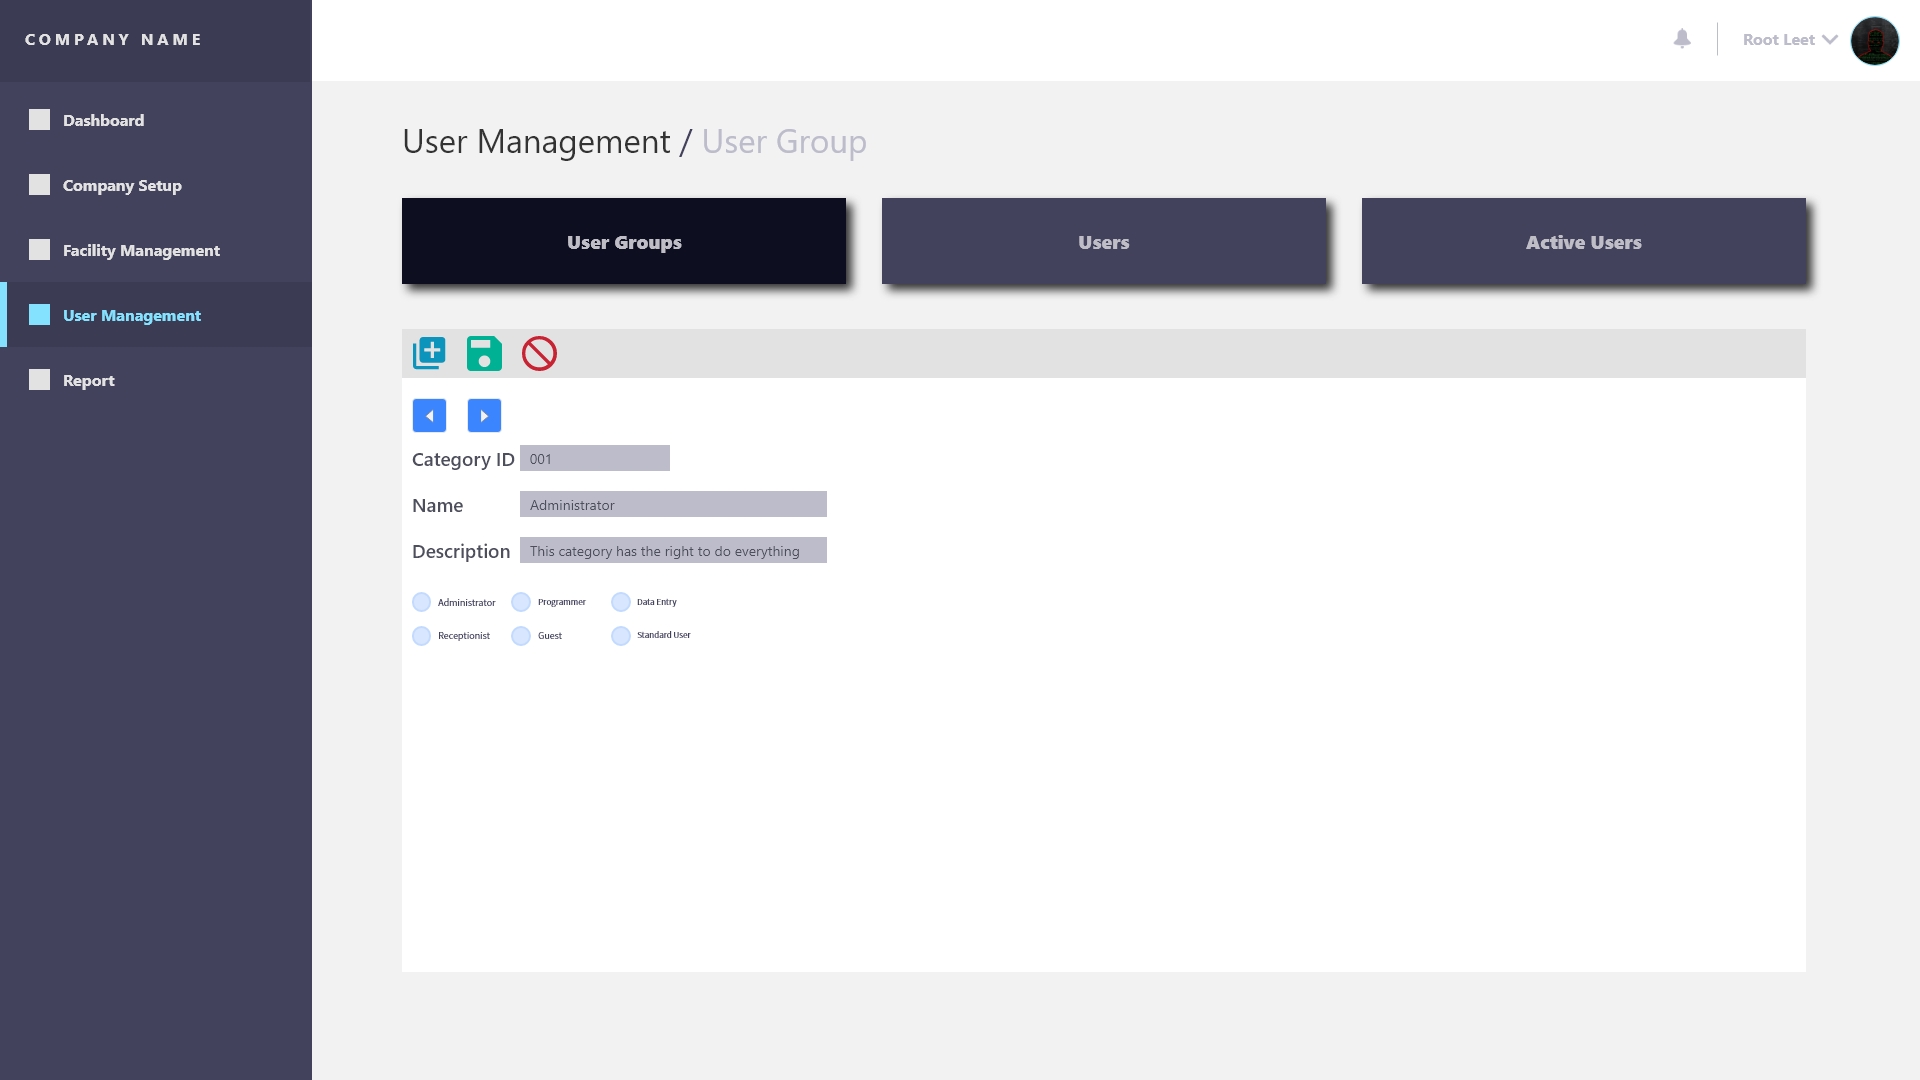 COMPANY NAME
Root Leet
Dashboard
Company Setup
Facility Management
User Management
Report
User Management / User Group
User Groups
Users
Active Users
Category ID 001
Name Administrator
Description This category has the right to do everything
Administrator Programmer Data Entry
Receptionist Guest Standard User